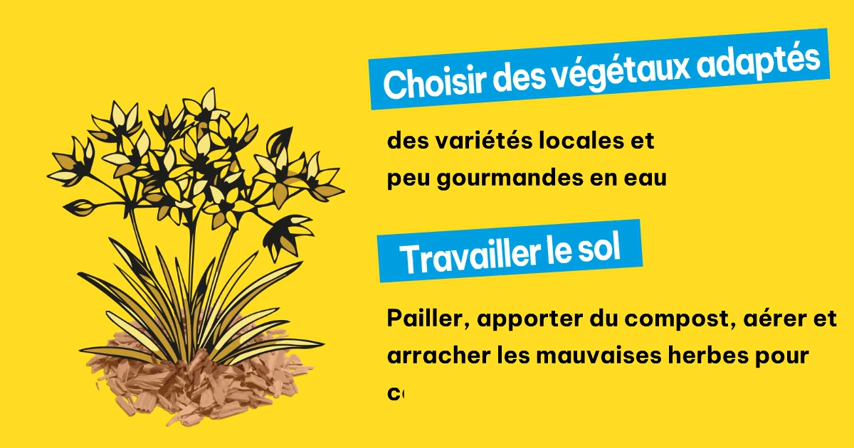 Choisir des végétaux adaptés
des variétés locales et
peu gourmandes en eau
Travailler le sol
Pailler, apporter du compost, aérer et
arracher les mauvaises herbes pour